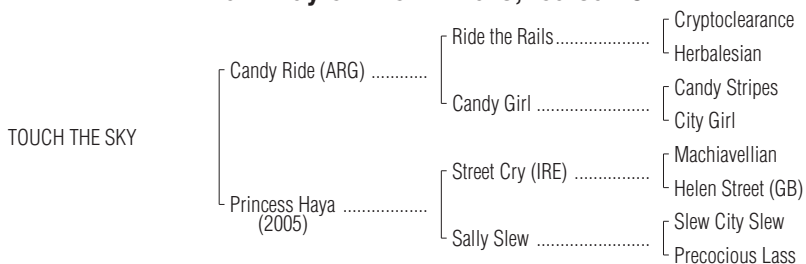 Cryptoclearance
Ride the Rails....................
Herbalesian
Candy Ride (ARG) ............
Candy Stripes
Candy Girl ........................
City Girl
TOUCH THE SKY
Machiavellian
Street Cry (IRE) ................
Helen Street (GB)
Princess Haya ..................
(2005)
Slew City Slew
Sally Slew ........................
Precocious Lass